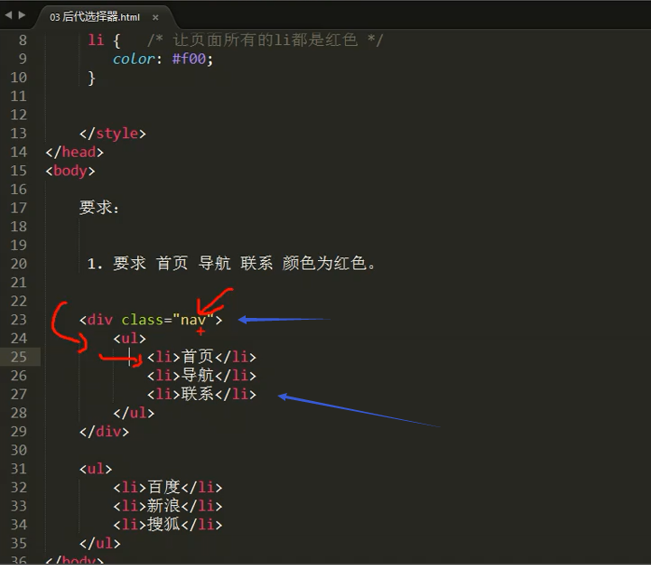 03 后代选择器.html ×
8 li { /* 让页面所有的li都是红色 */
9 color: #f00;
10 }
11
12
13 </style>
14 </head>
15 <body>
16
17 要求：
18
19
20 1. 要求 首页 导航 联系 颜色为红色。
21
22
23 <div class="nav">
24 <ul>
25 <li>首页</li>
26 <li>导航</li>
27 <li>联系</li>
28 </ul>
29 </div>
30
31 <ul>
32 <li>百度</li>
33 <li>新浪</li>
34 <li>搜狐</li>
35 </ul>
36 </body>